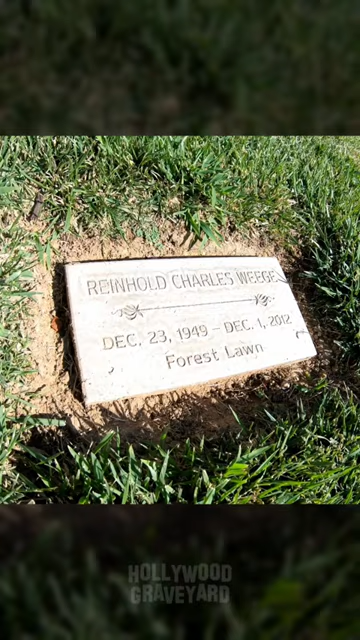 REINHOLD CHARLES WEEGE
DEC. 23, 1949 – DEC. 1, 2012
Forest Lawn
HOLLYWOOD
GRAVEYARD